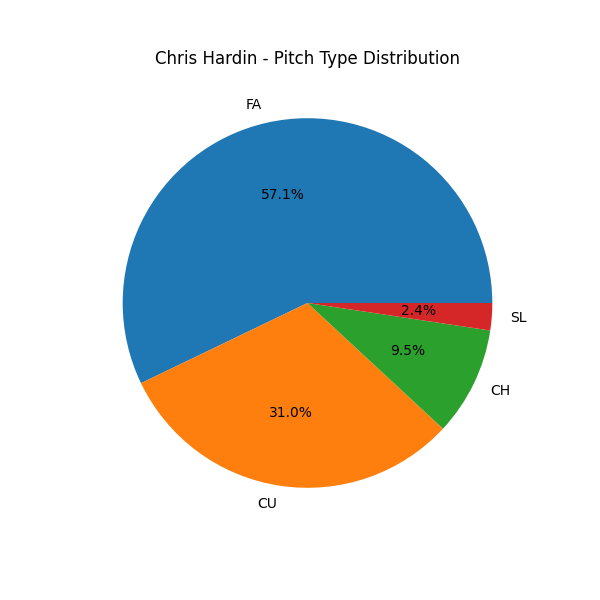 Chris Hardin - Pitch Type Distribution
FA
57.1%
2.4%
SL
9.5%
CH
31.0%
CU